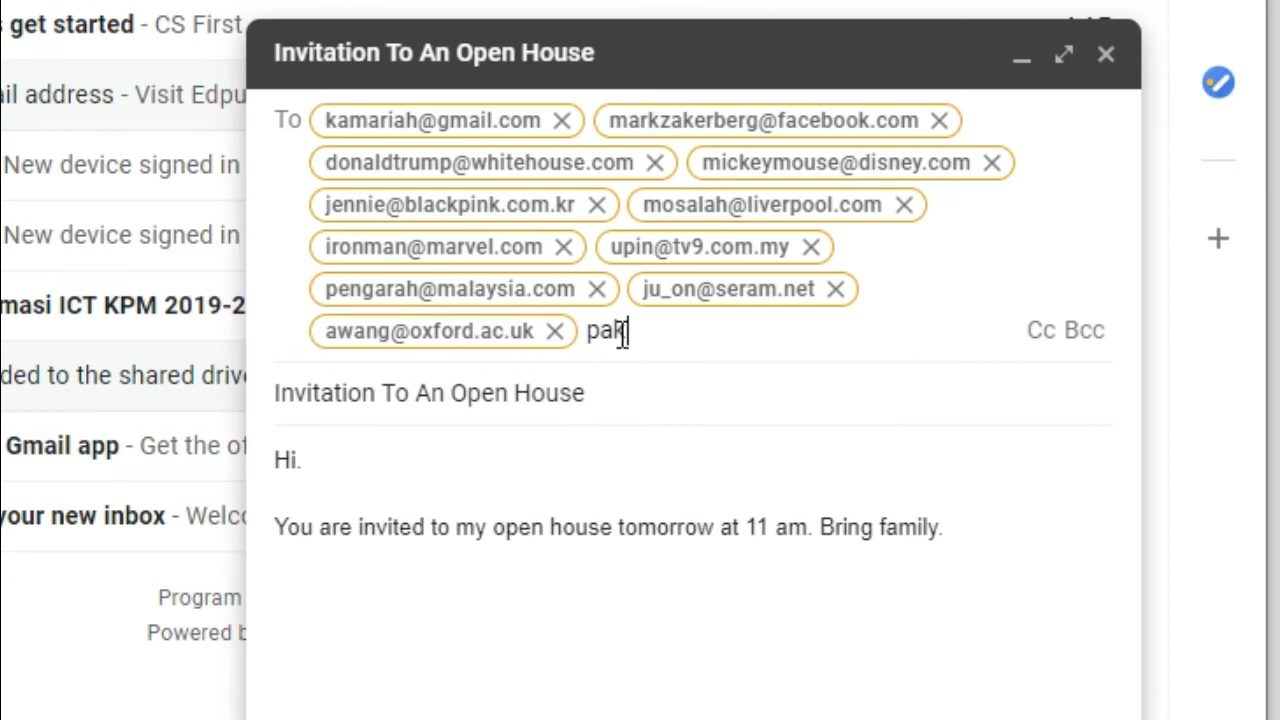 s get started - CS First
Invitation To An Open House
ail address - Visit Edpu
New device signed in
New device signed in
masi ICT KPM 2019-2
ded to the shared drive
Gmail app - Get the of
your new inbox - Welco
Program
Powered b
To kamariah@gmail.com markzakerberg@facebook.com
donaldtrump@whitehouse.com mickeymouse@disney.com
jennie@blackpink.com.kr mosalah@liverpool.com
ironman@marvel.com upin@tv9.com.my
pengarah@malaysia.com ju_on@seram.net
awang@oxford.ac.uk pak Cc Bcc
Invitation To An Open House
Hi.
You are invited to my open house tomorrow at 11 am. Bring family.